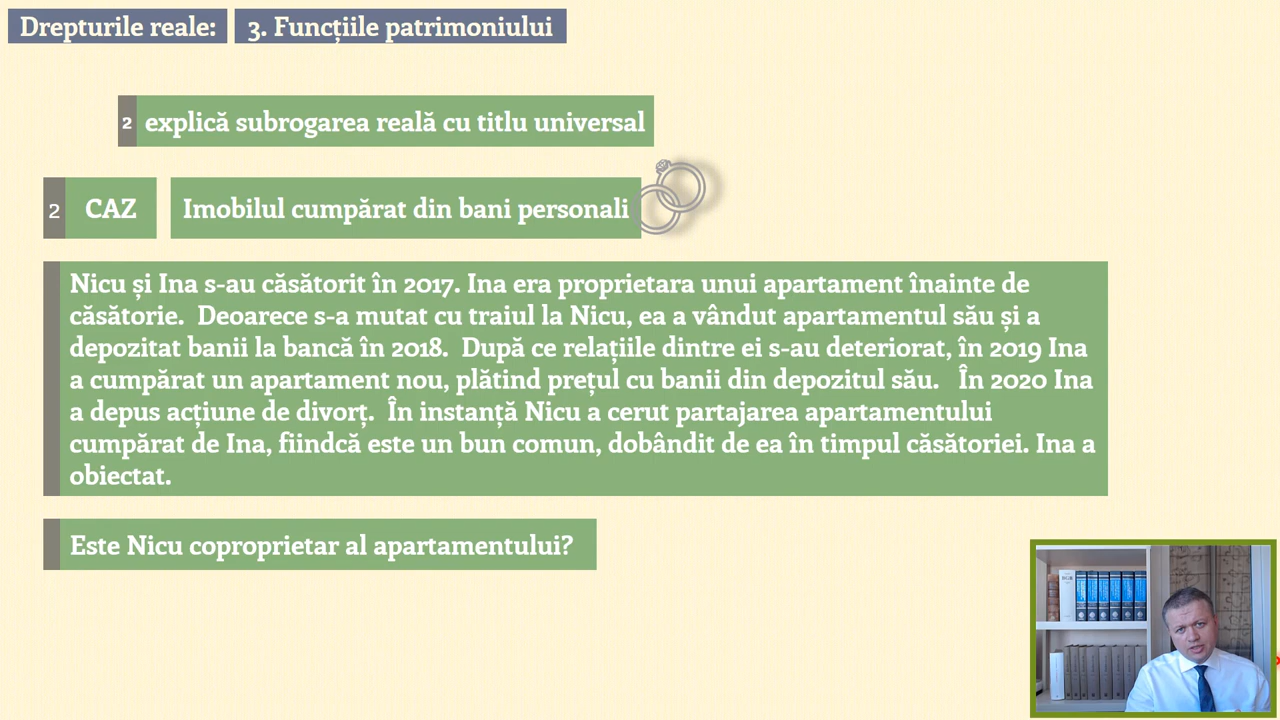 Drepturile reale: 3. Funcțiile patrimoniului
2 explică subrogarea reală cu titlu universal
2 CAZ Imobilul cumpărat din bani personali
Nicu și Ina s-au căsătorit în 2017. Ina era proprietara unui apartament înainte de
căsătorie. Deoarece s-a mutat cu traiul la Nicu, ea a vândut apartamentul său și a
depozitat banii la bancă în 2018. După ce relațiile dintre ei s-au deteriorat, în 2019 Ina
a cumpărat un apartament nou, plătind prețul cu banii din depozitul său. În 2020 Ina
a depus acțiune de divorț. În instanță Nicu a cerut partajarea apartamentului
cumpărat de Ina, fiindcă este un bun comun, dobândit de ea în timpul căsătoriei. Ina a
obiectat.
Este Nicu coproprietar al apartamentului?